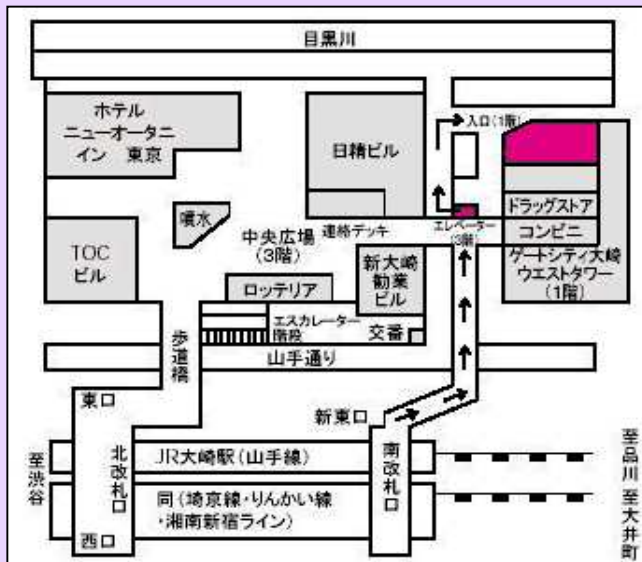 目黒川
ホテル
ニューオータニ
イン　東京
日精ビル
入口(1階)
噴水
連絡デッキ
エレベーター
(3階)
ドラッグストア
コンビニ
ゲートシティ大崎
ウエストタワー
(1階)
TOC
ビル
中央広場
(3階)
新大崎
勧業
ビル
ロッテリア
エスカレーター
階段
交番
歩道橋
山手通り
東口
新東口
至渋谷
北改札口
JR大崎駅(山手線)
同(埼京線・りんかい線
・湘南新宿ライン)
南改札口
至品川
至大井町
西口